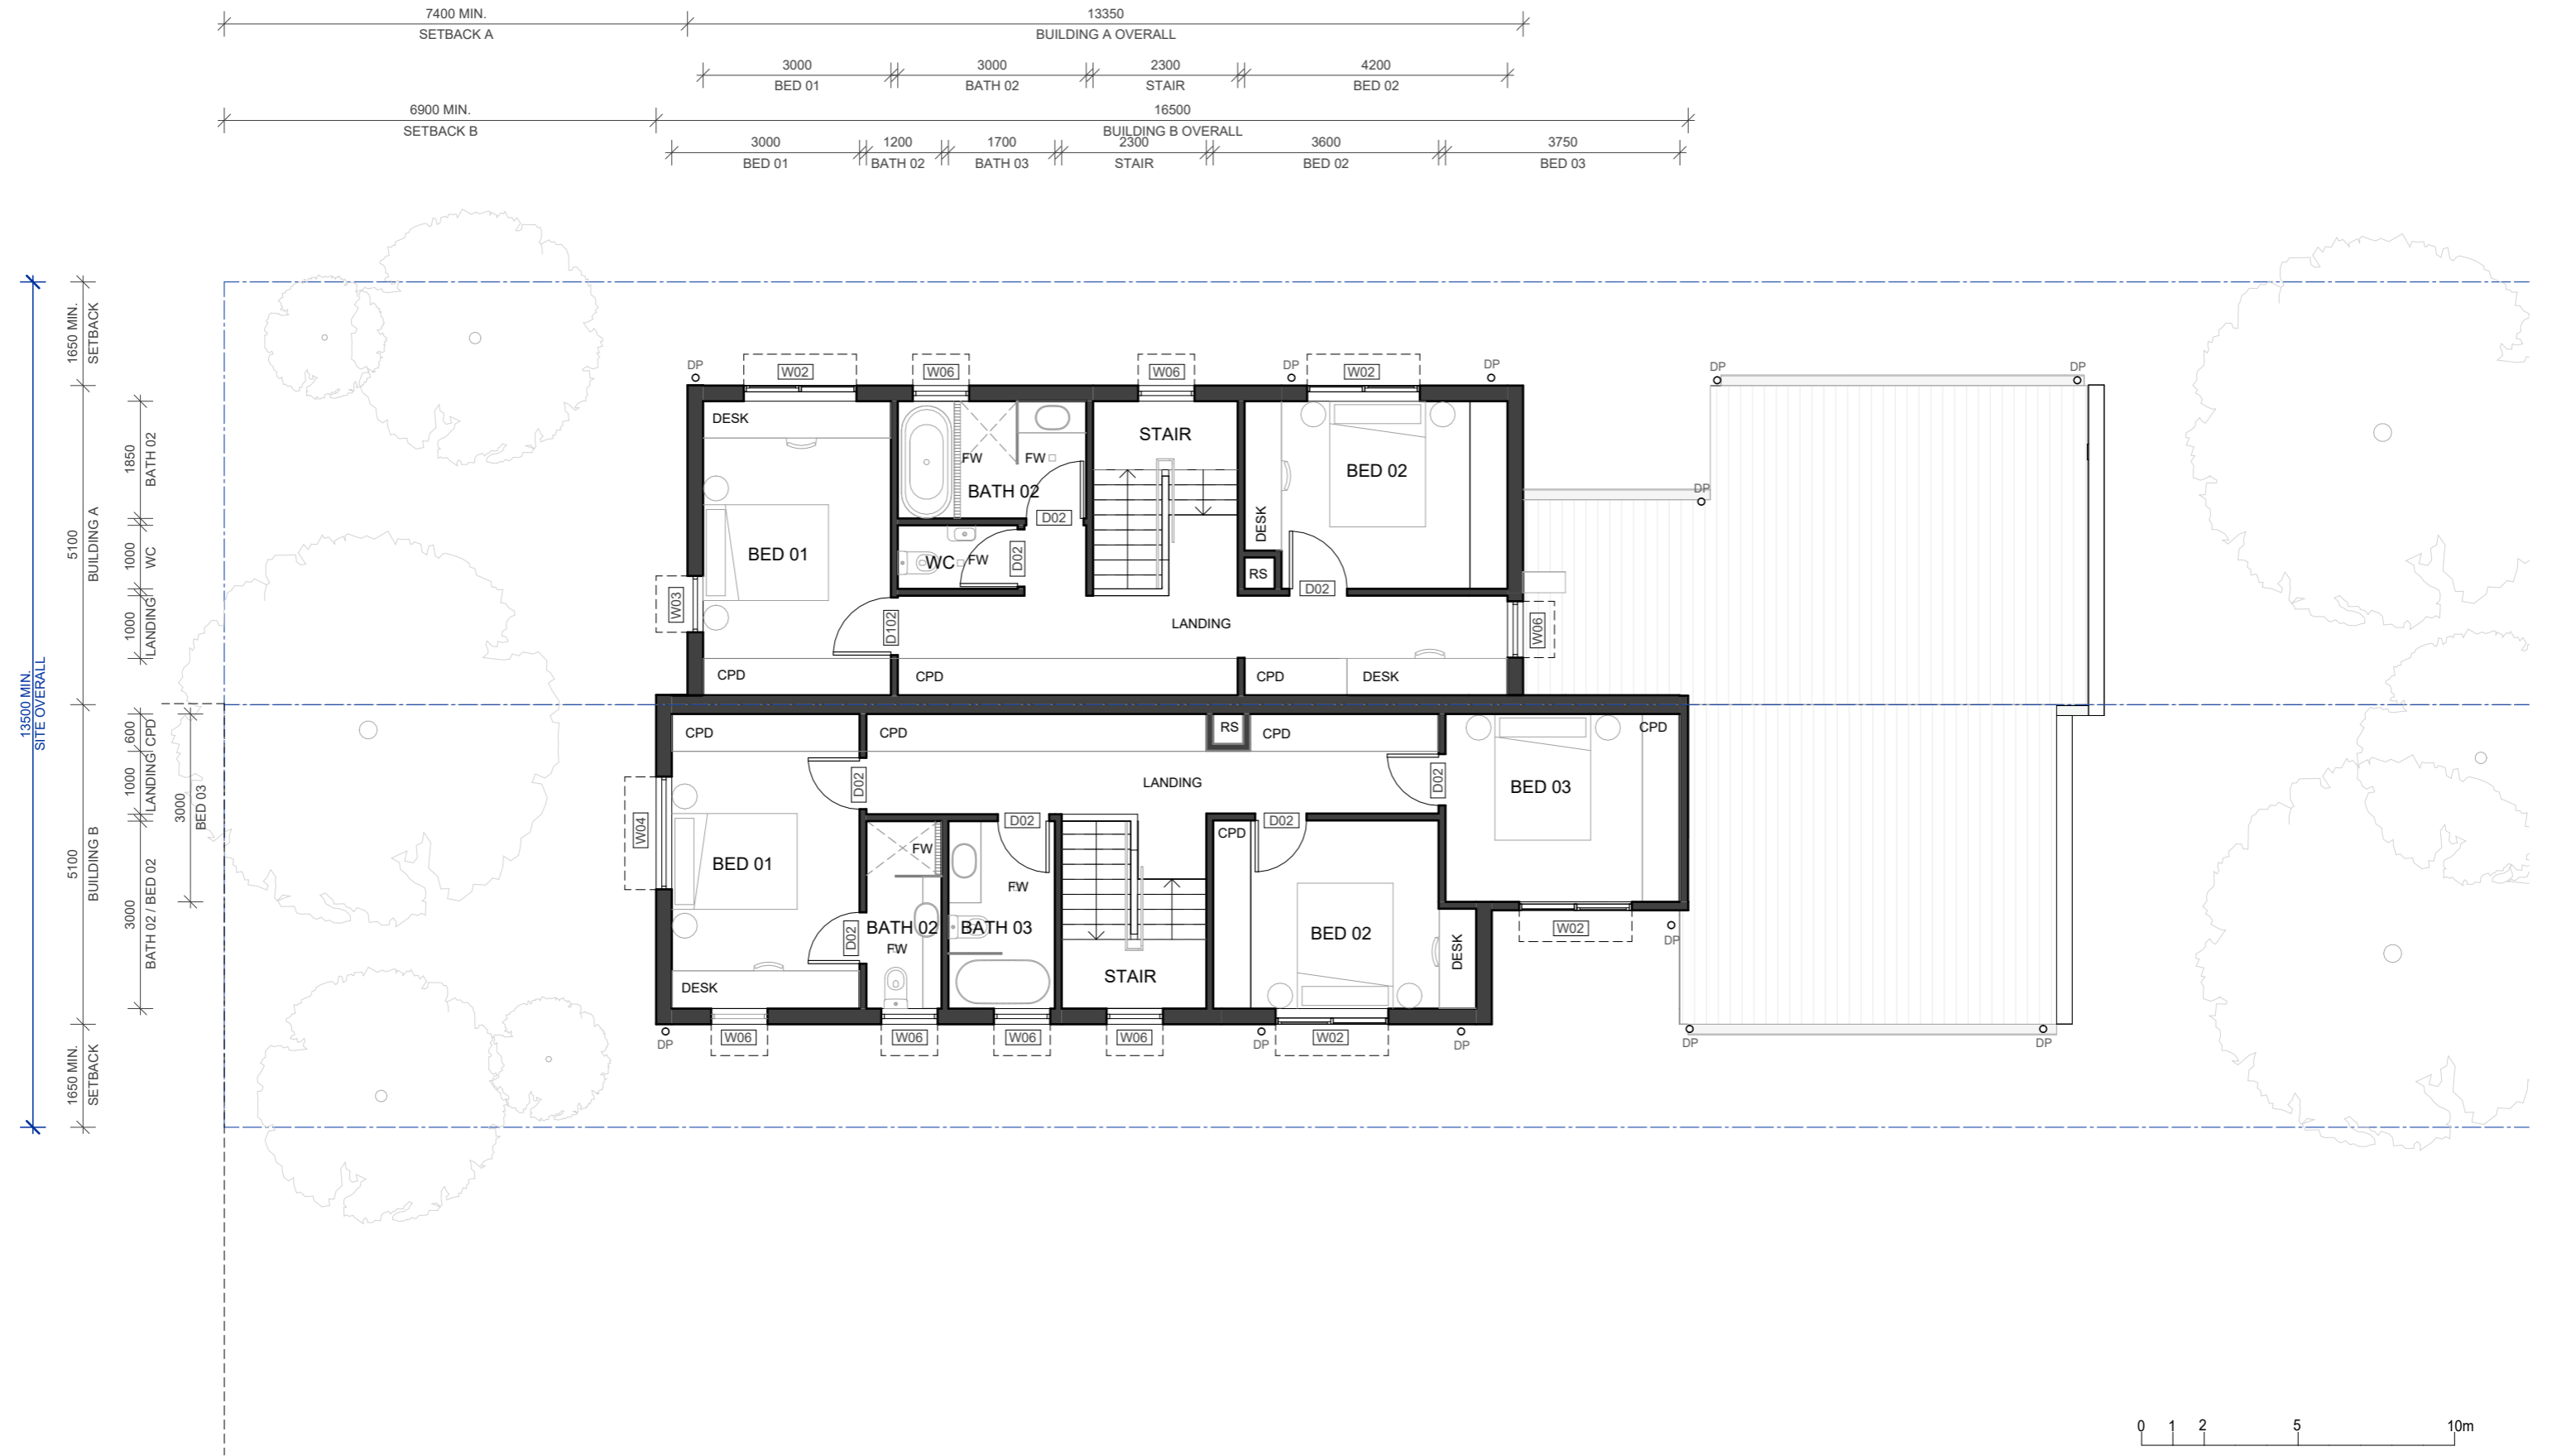 7400 MIN.
SETBACK A
13350
BUILDING A OVERALL
3000
BED 01
3000
BATH 02
2300
STAIR
4200
BED 02
6900 MIN.
SETBACK B
16500
BUILDING B OVERALL
3000
BED 01
1200
BATH 02
1700
BATH 03
2300
STAIR
3600
BED 02
3750
BED 03
13500 MIN.
SITE OVERALL
1650 MIN.
SETBACK
5100
BUILDING A
5100
BUILDING B
1650 MIN.
SETBACK
1850
BATH 02
1000
WC
1000
LANDING
600
CPD
1000
LANDING
3000
BATH 02 / BED 02
3000
BED 03
DP
W02
W06
W06
DP
W02
DP
DP
DP
DESK
STAIR
BED 02
FW
FW
BATH 02
DP
D02
DESK
BED 01
WC
FW
D02
RS
D02
W03
D102
LANDING
W06
CPD
CPD
CPD
DESK
CPD
CPD
RS
CPD
CPD
D02
LANDING
D02
BED 03
W04
D02
D02
CPD
FW
BED 01
FW
BATH 02
BATH 03
D02
FW
BED 02
DESK
W02
DP
STAIR
DESK
DP
W06
W06
W06
W06
DP
W02
DP
DP
DP
0 1 2 5 10m